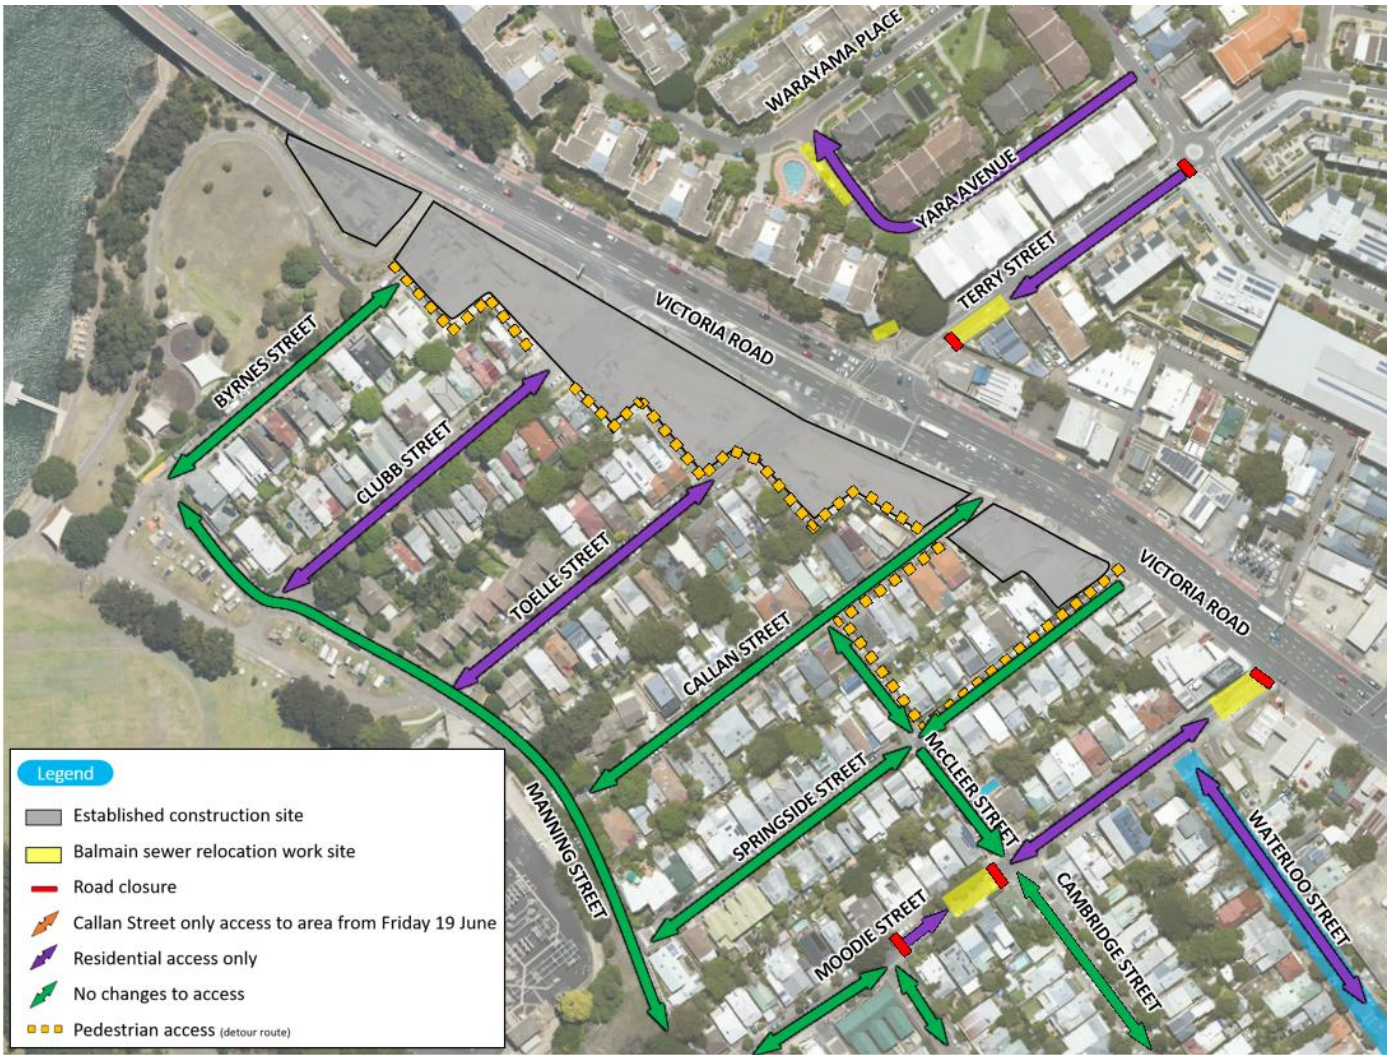 WARAYAMA PLACE
YARA AVENUE
TERRY STREET
VICTORIA ROAD
BYRNES STREET
CLUBB STREET
TOELLE STREET
CALLAN STREET
VICTORIA ROAD
McCLEER STREET
SPRINGSIDE STREET
MANNING STREET
MOODIE STREET
CAMBRIDGE STREET
WATERLOO STREET
Legend
Established construction site
Balmain sewer relocation work site
Road closure
Callan Street only access to area from Friday 19 June
Residential access only
No changes to access
Pedestrian access (detour route)